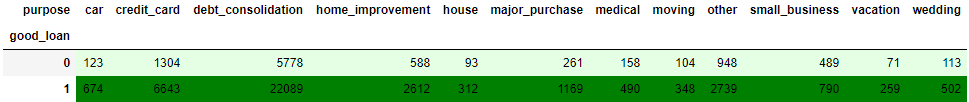 purpose car credit_card debt_consolidation home_improvement house major_purchase medical moving other small_business vacation wedding
good_loan
0 123 1304 5778 588 93 261 158 104 948 489 71 113
1 674 6643 22089 2612 312 1169 490 348 2739 790 259 502